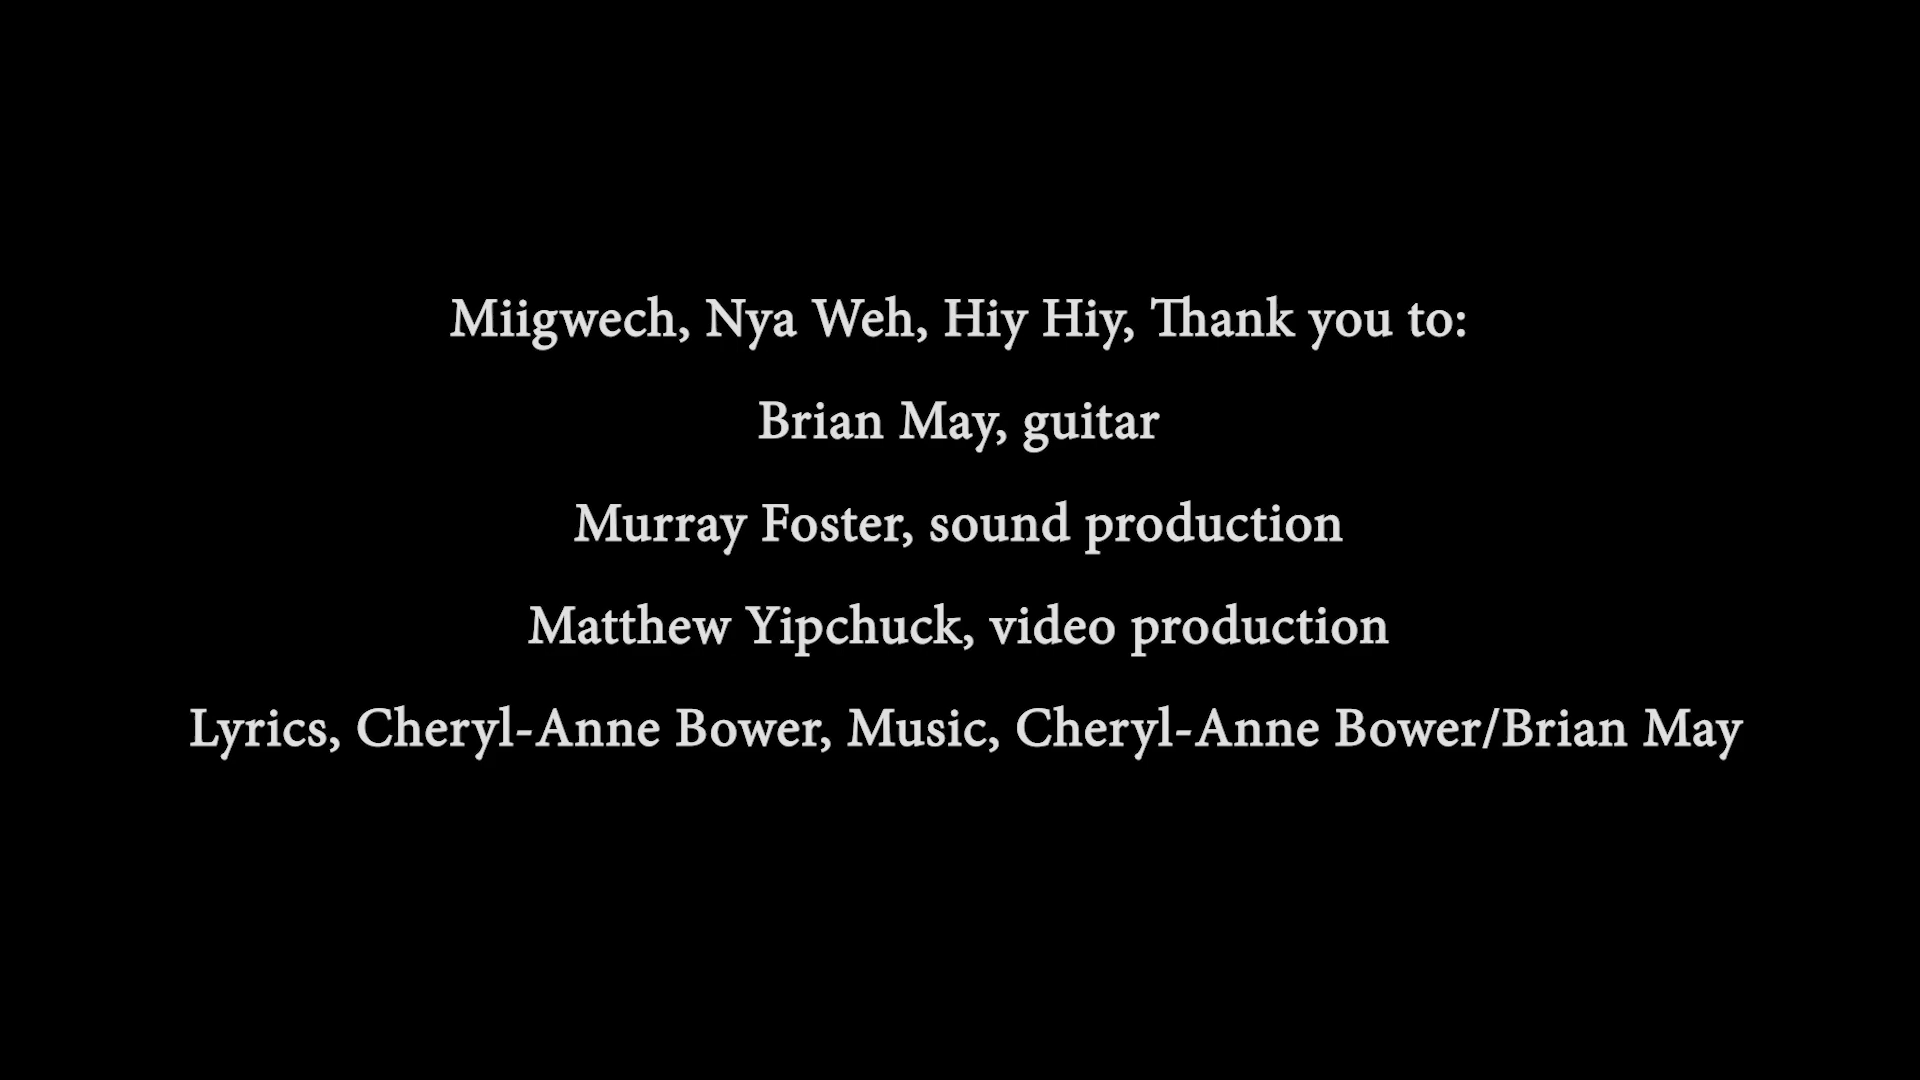 Miigwech, Nya Weh, Hiy Hiy, Thank you to:
Brian May, guitar
Murray Foster, sound production
Matthew Yipchuck, video production
Lyrics, Cheryl-Anne Bower, Music, Cheryl-Anne Bower/Brian May